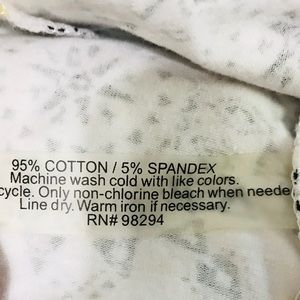 95% COTTON / 5% SPANDEX
Machine wash cold with like colors.
cycle. Only non-chlorine bleach when neede
Line dry. Warm iron if necessary.
RN# 98294